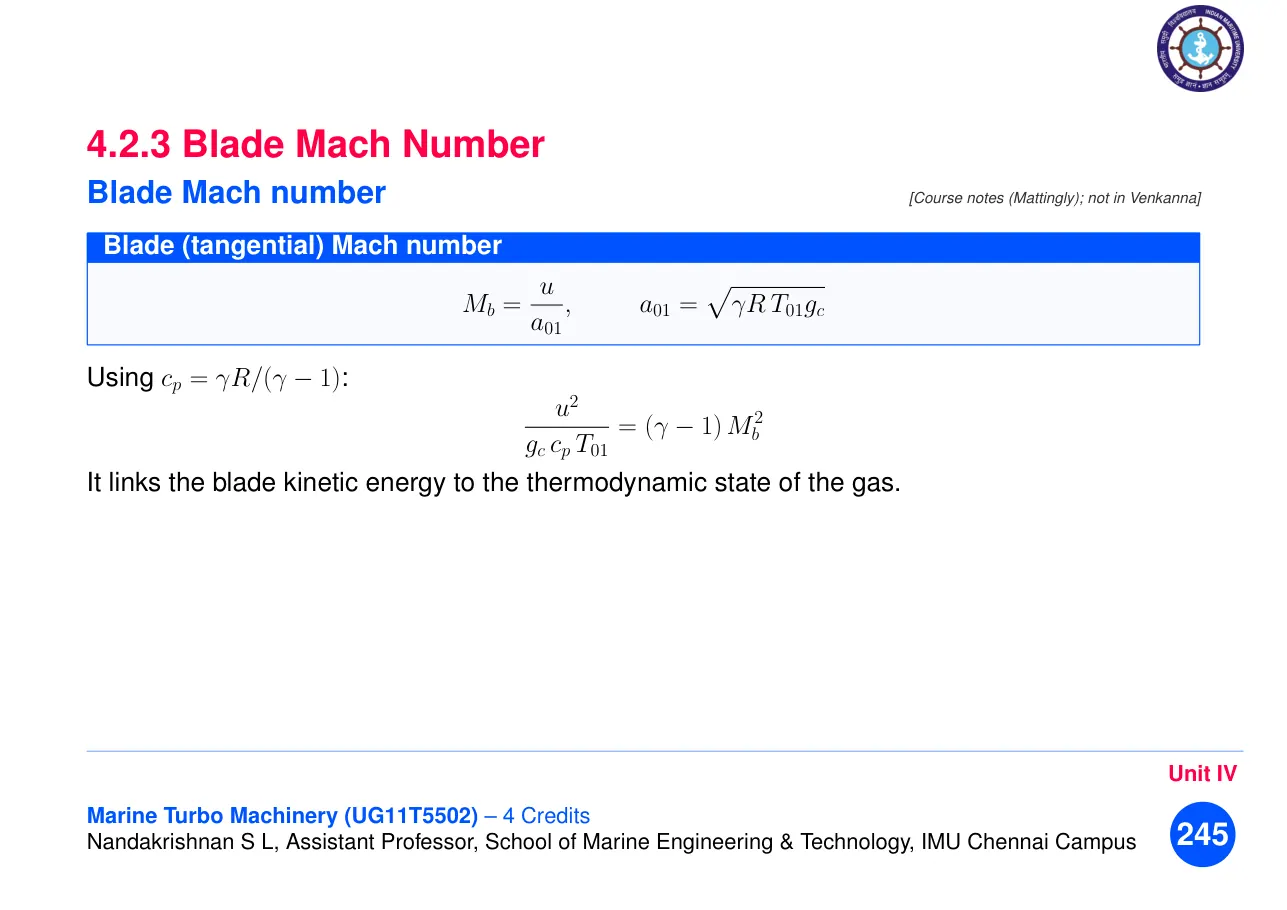 INDIAN MARITIME UNIVERSITY
4.2.3 Blade Mach Number
Blade Mach number
[Course notes (Mattingly); not in Venkanna]
Blade (tangential) Mach number
M_b = u / a_01, a_01 = √(γ R T_01 g_c)
Using c_p = γR/(γ − 1):
u² / (g_c c_p T_01) = (γ − 1) M_b²
It links the blade kinetic energy to the thermodynamic state of the gas.
Unit IV
Marine Turbo Machinery (UG11T5502) – 4 Credits
Nandakrishnan S L, Assistant Professor, School of Marine Engineering & Technology, IMU Chennai Campus
245